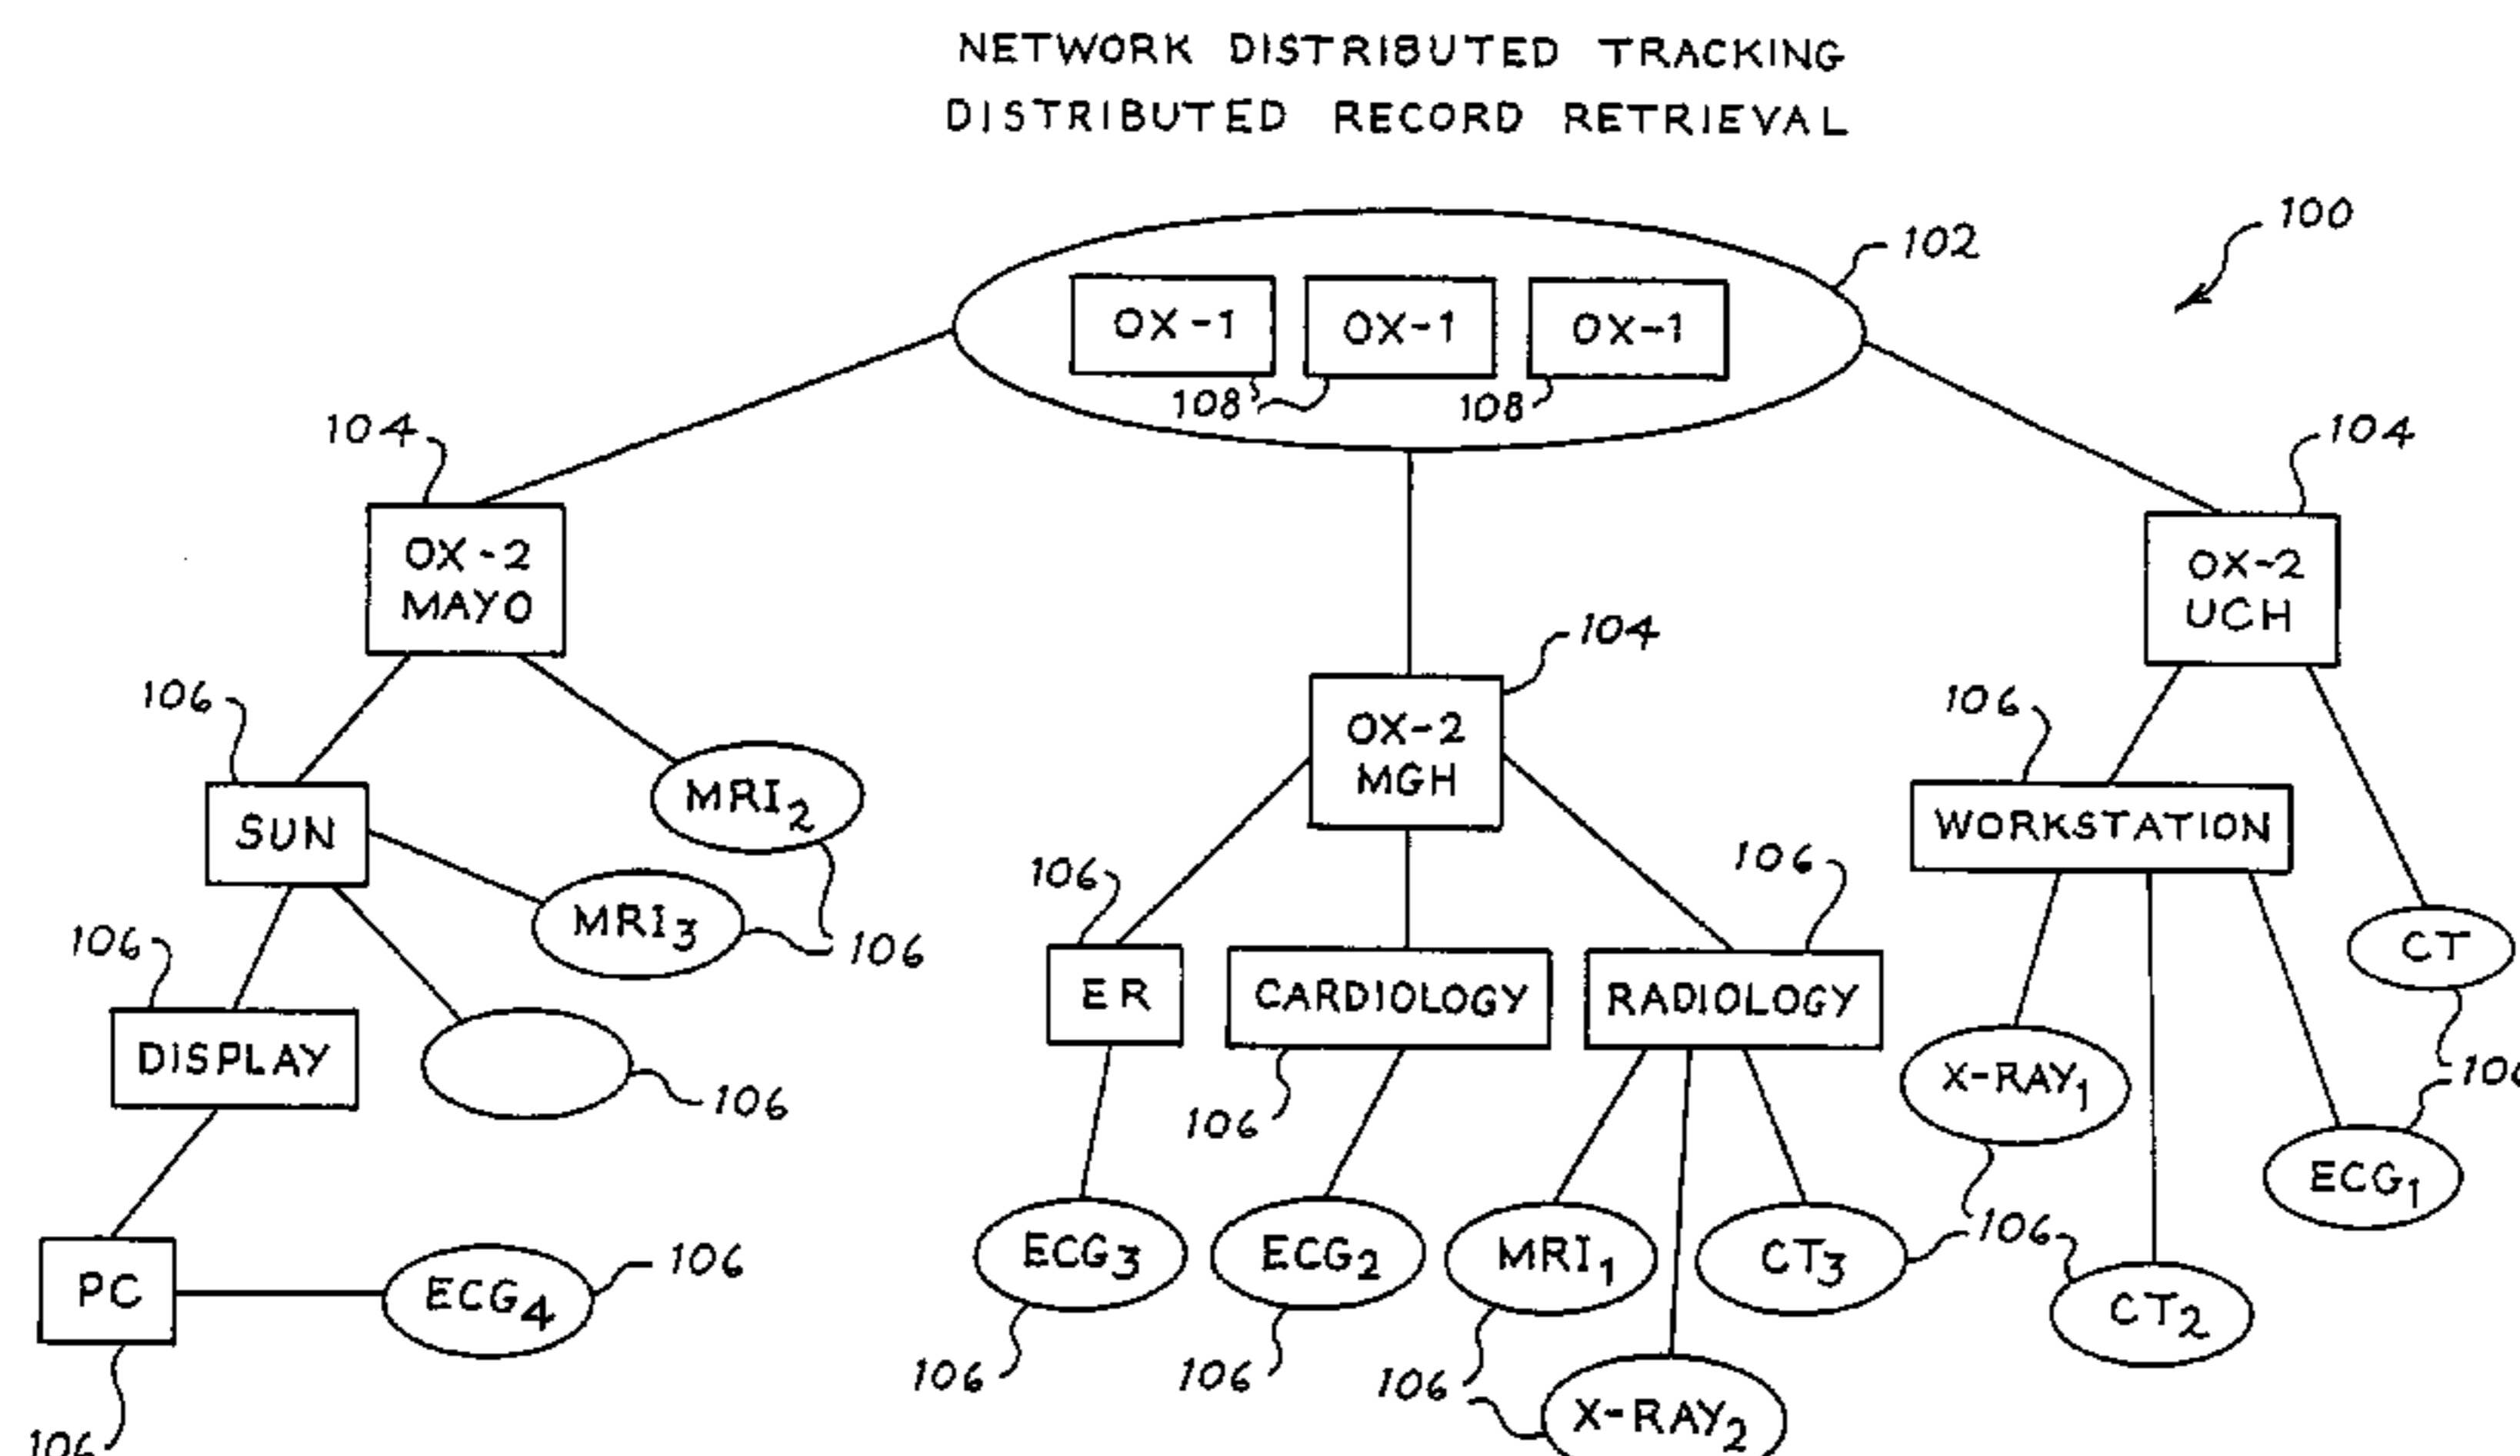 NETWORK DISTRIBUTED TRACKING
DISTRIBUTED RECORD RETRIEVAL
100
102
OX-1
OX-1
OX-1
108
108
104
104
OX-2
MAYO
OX-2
UCH
104
106
106
OX-2
MGH
SUN
MRI2
WORKSTATION
106
106
MRI3
106
106
CT
ER
CARDIOLOGY
RADIOLOGY
DISPLAY
106
106
X-RAY1
106
106
ECG1
PC
ECG4
106
ECG3
ECG2
MRI1
CT3
106
CT2
106
106
106
X-RAY2
106